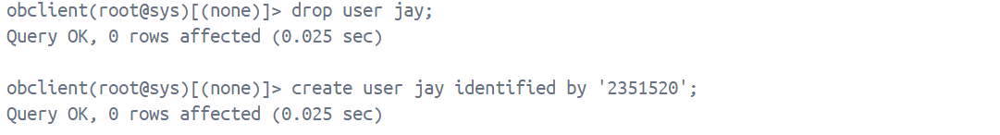 obclient(root@sys)[(none)]> drop user jay;
Query OK, 0 rows affected (0.025 sec)
obclient(root@sys)[(none)]> create user jay identified by '2351520';
Query OK, 0 rows affected (0.025 sec)